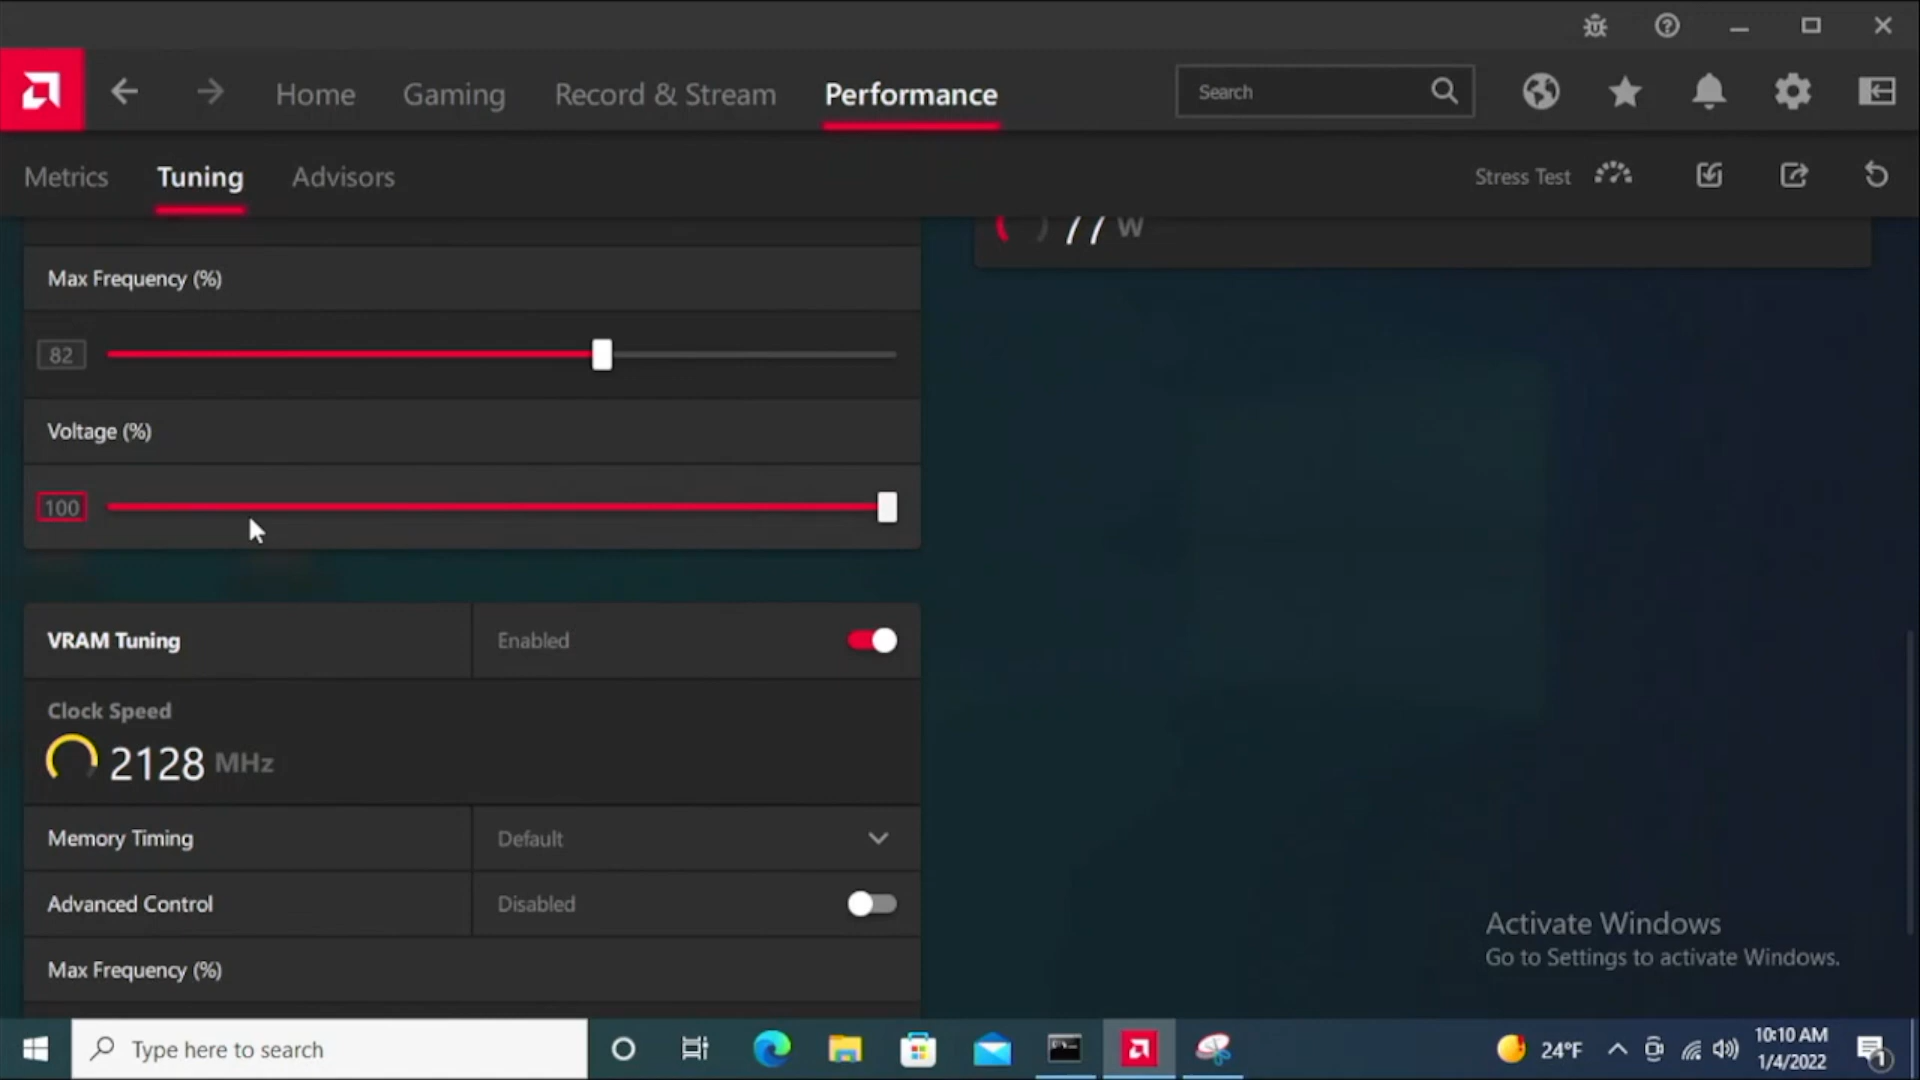 Home
Gaming
Record & Stream
Performance
Search
Metrics
Tuning
Advisors
Stress Test
77 W
Max Frequency (%)
82
Voltage (%)
100
VRAM Tuning
Enabled
Clock Speed
2128 MHz
Memory Timing
Default
Advanced Control
Disabled
Max Frequency (%)
Activate Windows
Go to Settings to activate Windows.
Type here to search
24°F
10:10 AM
1/4/2022
1